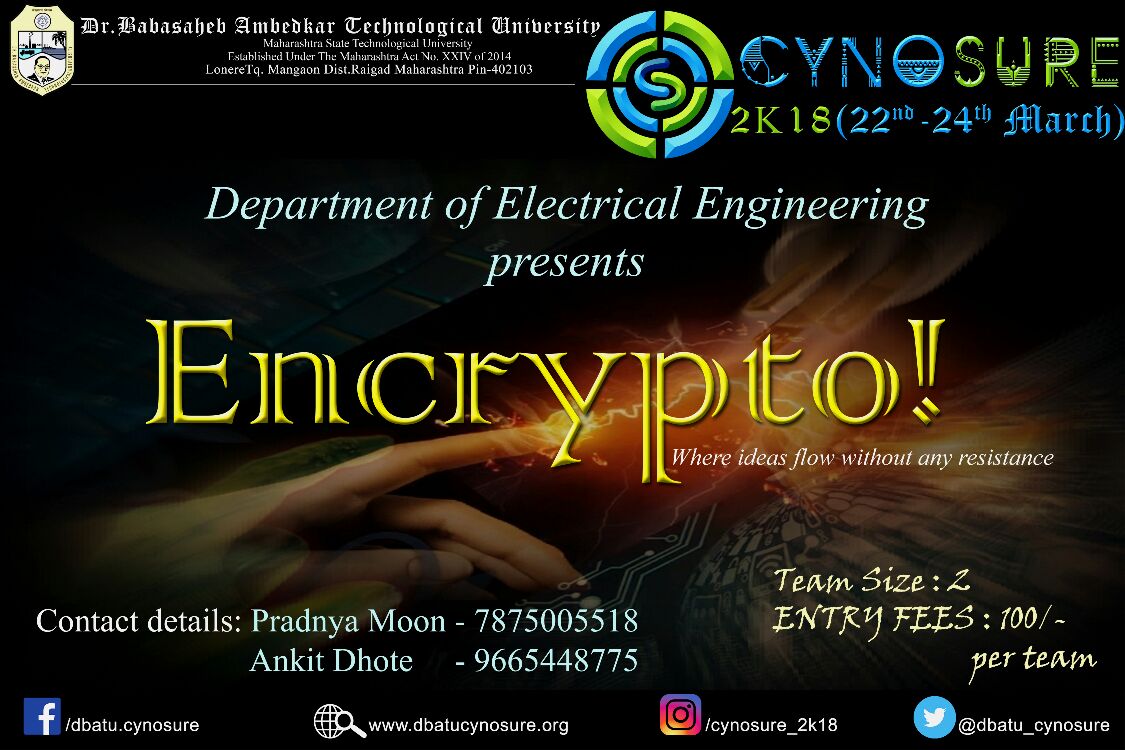 Dr.Babasaheb Ambedkar Technological University
Maharashtra State Technological University
Established Under The Maharashtra Act No. XXIV of 2014
LonereTq. Mangaon Dist.Raigad Maharashtra Pin-402103
CYNOSURE
2K18(22nd -24th March)
Department of Electrical Engineering
presents
Encrypto!
Where ideas flow without any resistance
Team Size : 2
ENTRY FEES : 100/-
per team
Contact details: Pradnya Moon - 7875005518
Ankit Dhote - 9665448775
/dbatu.cynosure
www.dbatucynosure.org
/cynosure_2k18
@dbatu_cynosure